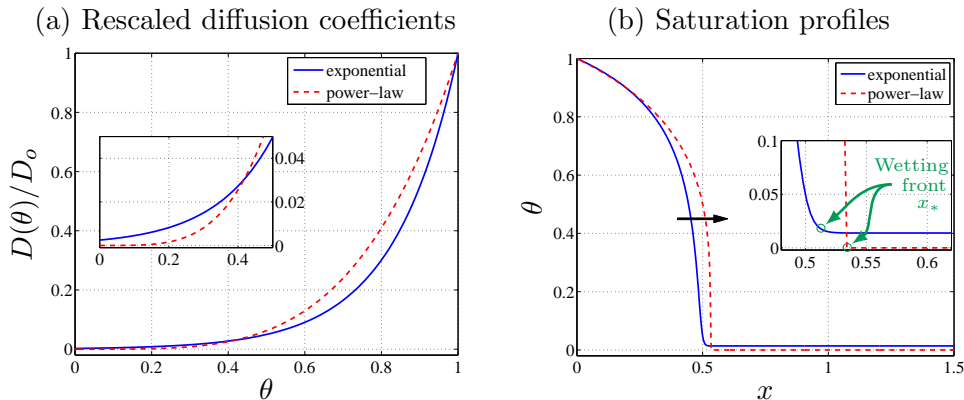 (a) Rescaled diffusion coefficients
D(θ)/D_o
1
0.8
0.6
0.4
0.2
0
exponential
power−law
0.04
0.02
0
0 0.2 0.4
0 0.2 0.4 0.6 0.8 1
θ
(b) Saturation profiles
θ
1
0.8
0.6
0.4
0.2
0
exponential
power−law
0.1
0.05
0
Wetting
front
x_*
0.5 0.55 0.6
0 0.5 1 1.5
x